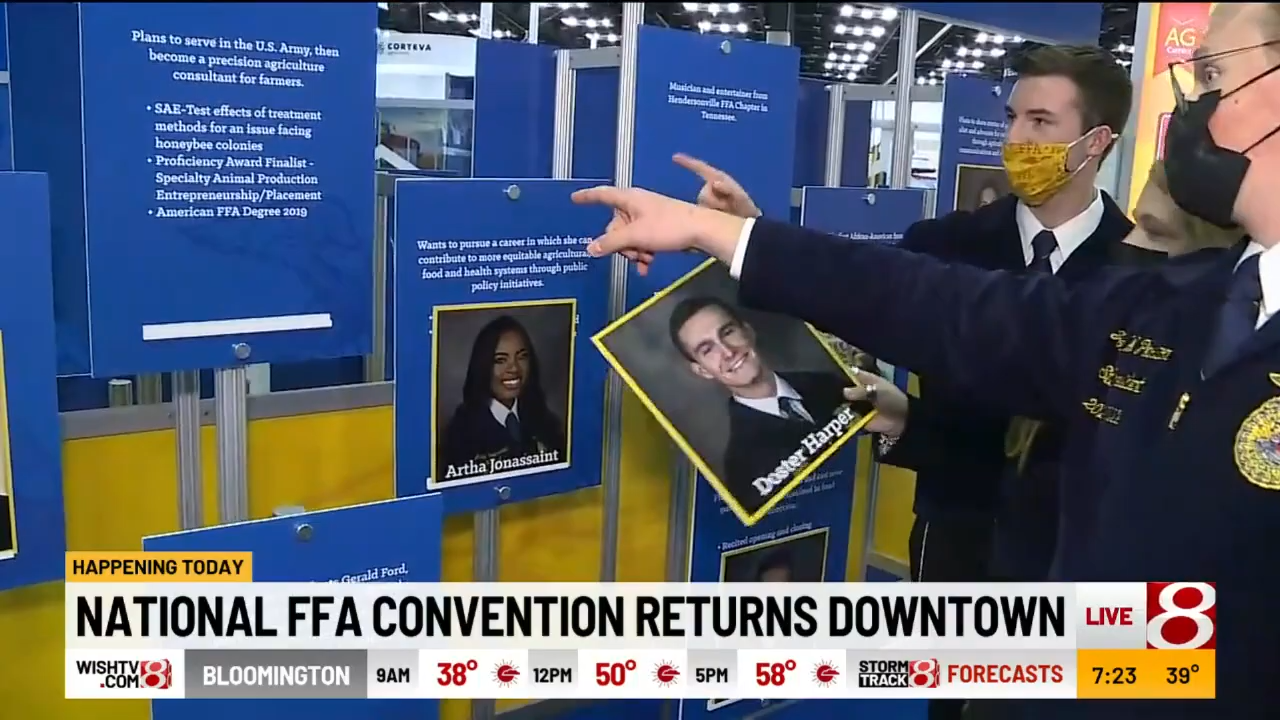 Plans to serve in the U.S. Army, then
become a precision agriculture
consultant for farmers.
• SAE-Test effects of treatment
methods for an issue facing
honeybee colonies
• Proficiency Award Finalist -
Specialty Animal Production
Entrepreneurship/Placement
• American FFA Degree 2019
CORTEVA
Musician and entertainer from
Hendersonville FFA Chapter in
Tennessee.
AG
Wants to pursue a career in which she can
contribute to more equitable agricultural,
food and health systems through public
policy initiatives.
Artha Jonassaint
Doster Harper
• Recited opening and closing
Gerald Ford,
HAPPENING TODAY
NATIONAL FFA CONVENTION RETURNS DOWNTOWN
LIVE 8
WISHTV8.COM BLOOMINGTON 9AM 38° 12PM 50° 5PM 58° STORM TRACK 8 FORECASTS 7:23 39°